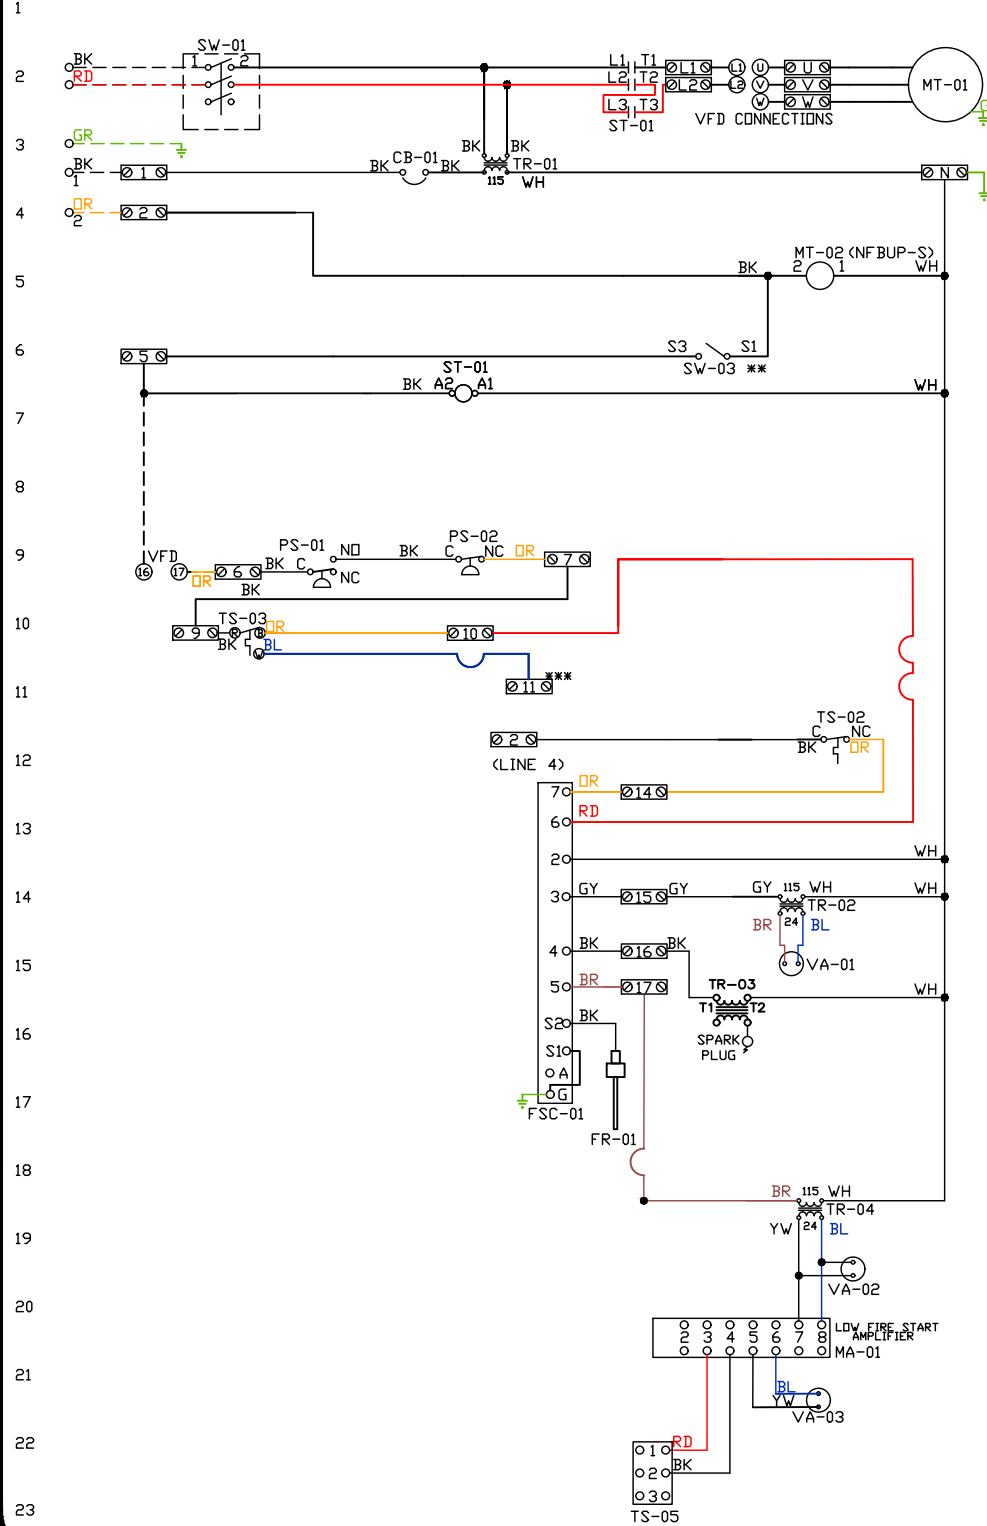 1
SW-01
BK 1 2 L1 T1 L1 L1 U U
2 RD L2 T2 L2 L2 V V MT-01
L3 T3 W W G
ST-01 VFD CONNECTIONS
3 GR BK BK
BK 1 1 BK CB-01 BK TR-01 N
115 WH
4 OR 2 2
MT-02 (NFBUP-S)
5 BK 2 1 WH
6 5 S3 S1
ST-01 SW-03 **
BK A2 A1 WH
7
8
9 VFD PS-01 NO BK PS-02 C NC OR 7
16 17 OR 6 BK C NC
BK
10 TS-03
9 BK R B OR 10
W BL
11 11 ***
TS-02
2 C NC
12 BK OR
(LINE 4)
7 OR 14
13 6 RD
2 WH
14 3 GY 15 GY GY 115 WH WH
TR-02
BR 24 BL
4 BK 16 BK
15 VA-01
5 BR 17 TR-03 WH
T1 T2
S2 BK
16 SPARK
PLUG
S1
A
17 G
FSC-01
FR-01
18
BR 115 WH
TR-04
19 YW 24 BL
VA-02
20
LOW FIRE START
AMPLIFIER
2 3 4 5 6 7 8
MA-01
21
BL
YW
VA-03
22 1 RD
2 BK
3
23 TS-05